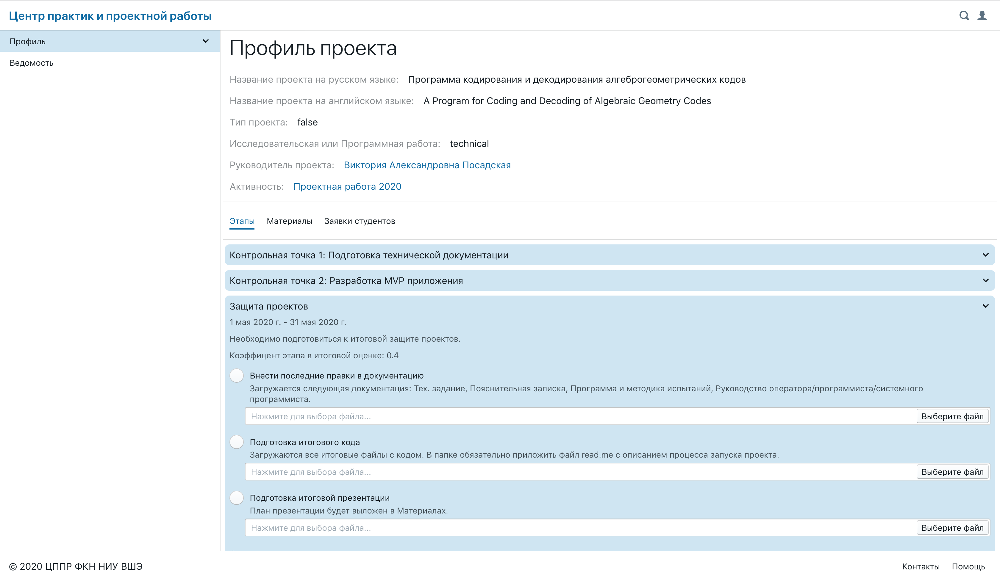 Центр практик и проектной работы
Профиль
Ведомость
Профиль проекта
Название проекта на русском языке: Программа кодирования и декодирования алгеброгеометрических кодов
Название проекта на английском языке: A Program for Coding and Decoding of Algebraic Geometry Codes
Тип проекта: false
Исследовательская или Программная работа: technical
Руководитель проекта: Виктория Александровна Посадская
Активность: Проектная работа 2020
Этапы Материалы Заявки студентов
Контрольная точка 1: Подготовка технической документации
Контрольная точка 2: Разработка MVP приложения
Защита проектов
1 мая 2020 г. - 31 мая 2020 г.
Необходимо подготовиться к итоговой защите проектов.
Коэффицент этапа в итоговой оценке: 0.4
Внести последние правки в документацию
Загружается следующая документация: Тех. задание, Пояснительная записка, Программа и методика испытаний, Руководство оператора/программиста/системного
программиста.
Нажмите для выбора файла... Выберите файл
Подготовка итогового кода
Загружаются все итоговые файлы с кодом. В папке обязательно приложить файл read.me с описанием процесса запуска проекта.
Нажмите для выбора файла... Выберите файл
Подготовка итоговой презентации
План презентации будет выложен в Материалах.
Нажмите для выбора файла... Выберите файл
© 2020 ЦППР ФКН НИУ ВШЭ
Контакты Помощь